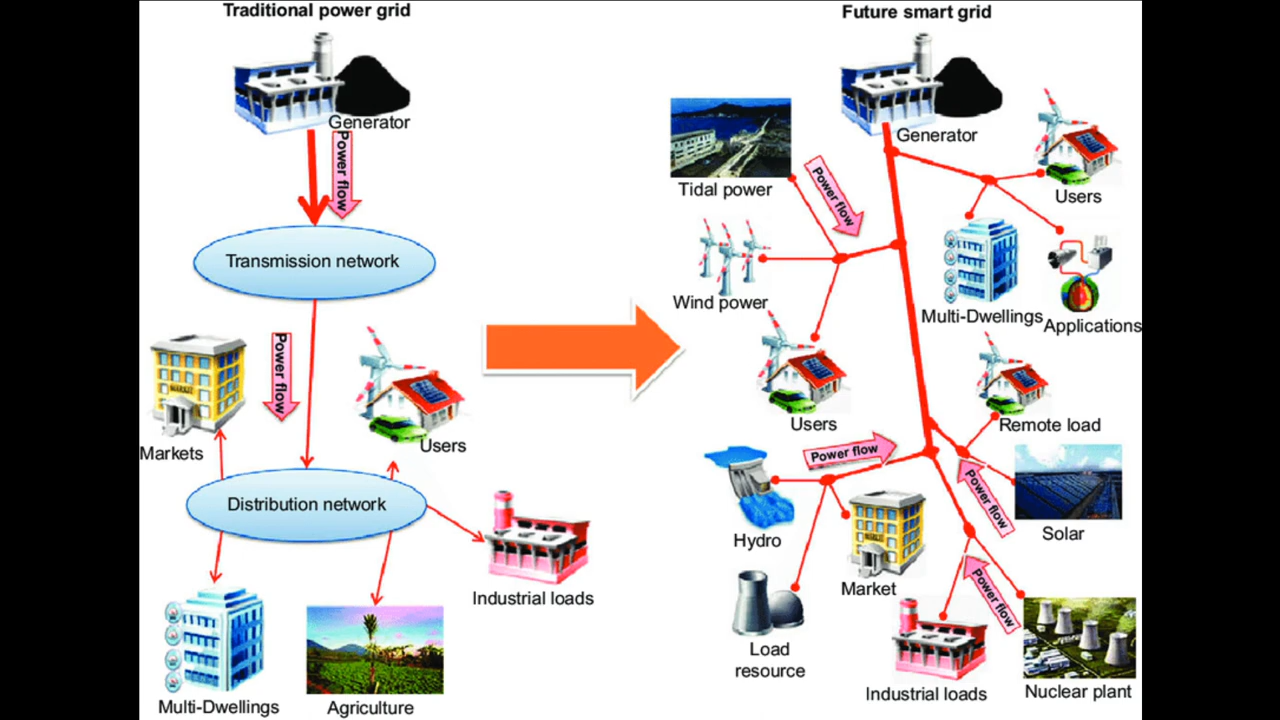 Traditional power grid
Generator
Power flow
Transmission network
Power flow
MARKET
Markets
Users
Distribution network
Industrial loads
Multi-Dwellings
Agriculture
Future smart grid
Generator
Tidal power
Power flow
Users
Wind power
Multi-Dwellings
Applications
Users
Remote load
Power flow
Hydro
Power flow
Solar
Market
Power flow
Load
resource
Industrial loads
Nuclear plant